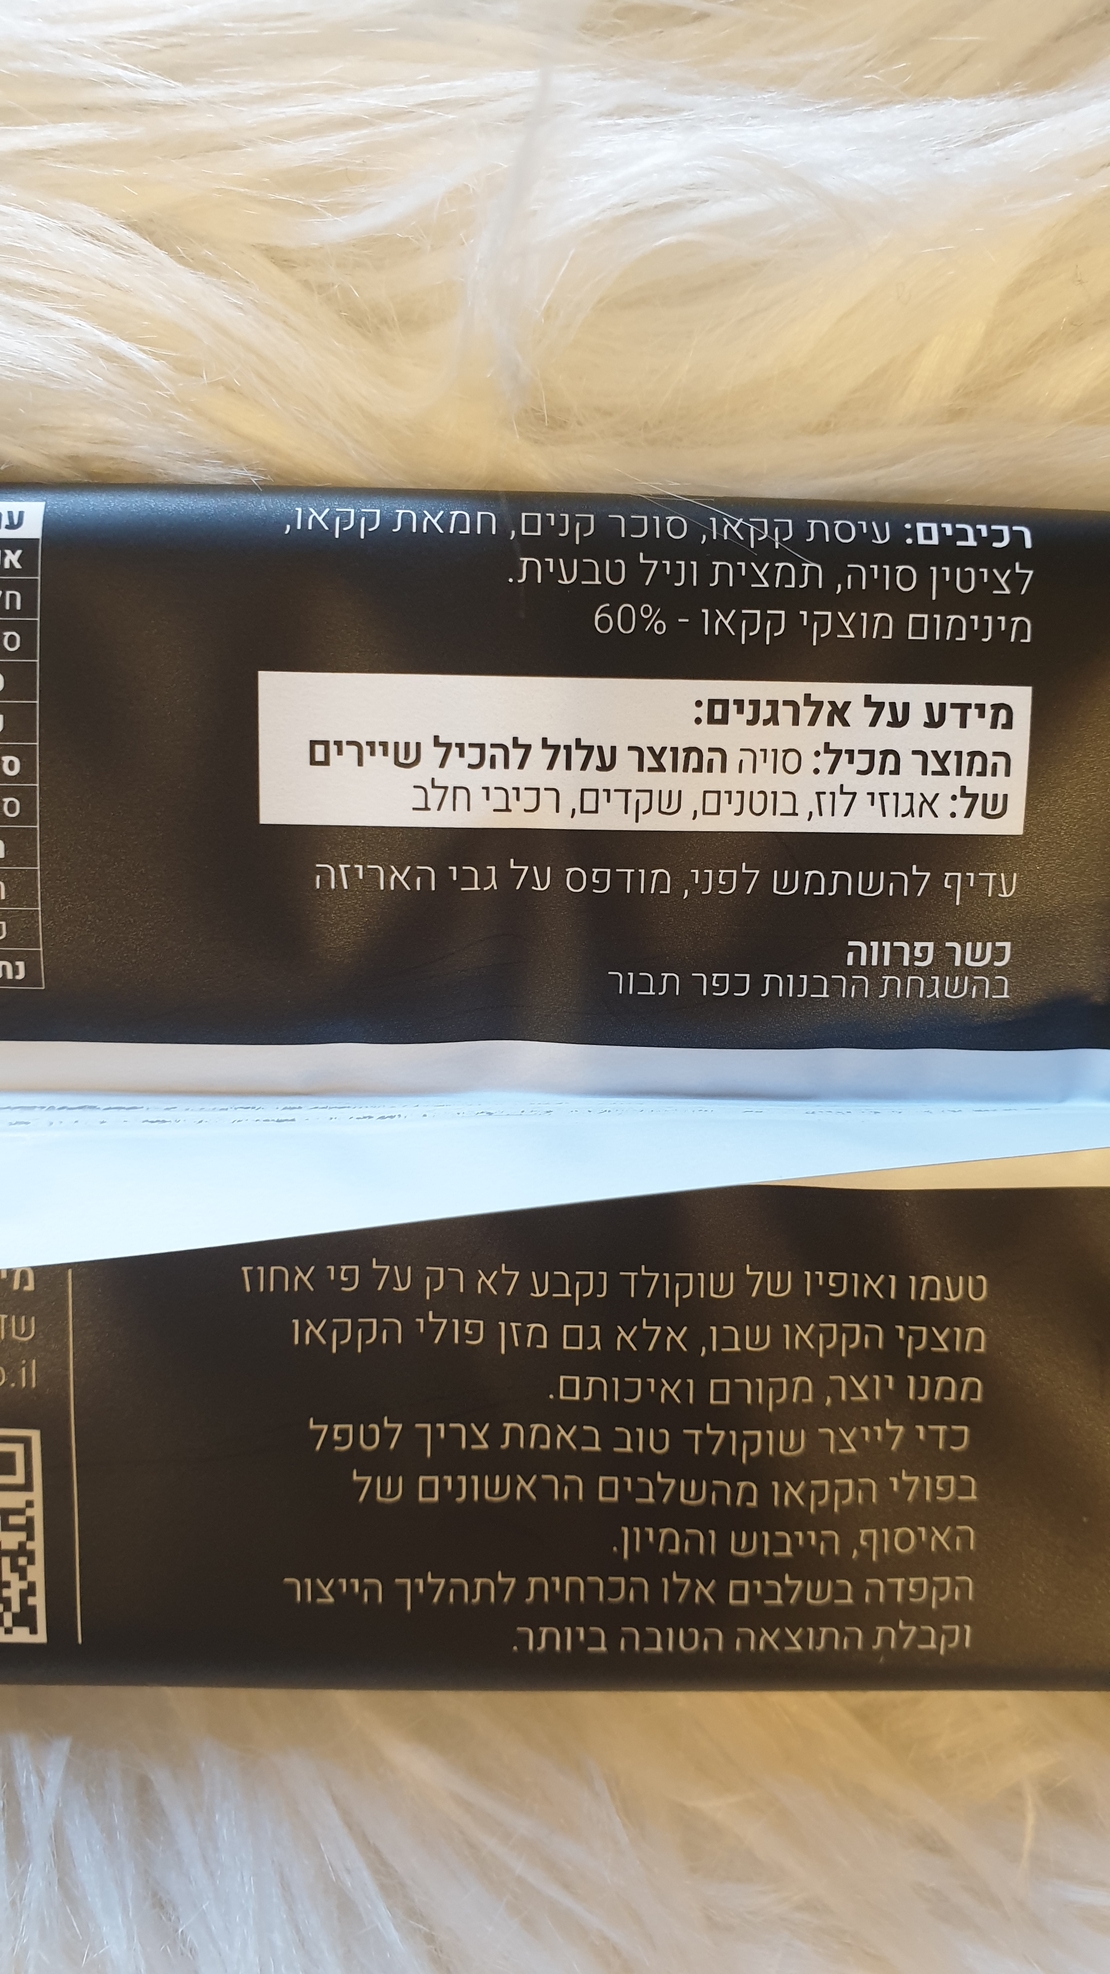 רכיבים: עיסת קקאו, סוכר קנים, חמאת קקאו,
לציטין סויה, תמצית וניל טבעית.
מינימום מוצקי קקאו - 60%
מידע על אלרגנים:
המוצר מכיל: סויה המוצר עלול להכיל שיירים
של: אגוזי לוז, בוטנים, שקדים, רכיבי חלב
עדיף להשתמש לפני, מודפס על גבי האריזה
כשר פרווה
בהשגחת הרבנות כפר תבור
טעמו ואופיו של שוקולד נקבע לא רק על פי אחוז
מוצקי הקקאו שבו, אלא גם מזן פולי הקקאו
ממנו יוצר, מקורם ואיכותם.
כדי לייצר שוקולד טוב באמת צריך לטפל
בפולי הקקאו מהשלבים הראשונים של
האיסוף, הייבוש והמיון.
הקפדה בשלבים אלו הכרחית לתהליך הייצור
וקבלת התוצאה הטובה ביותר.